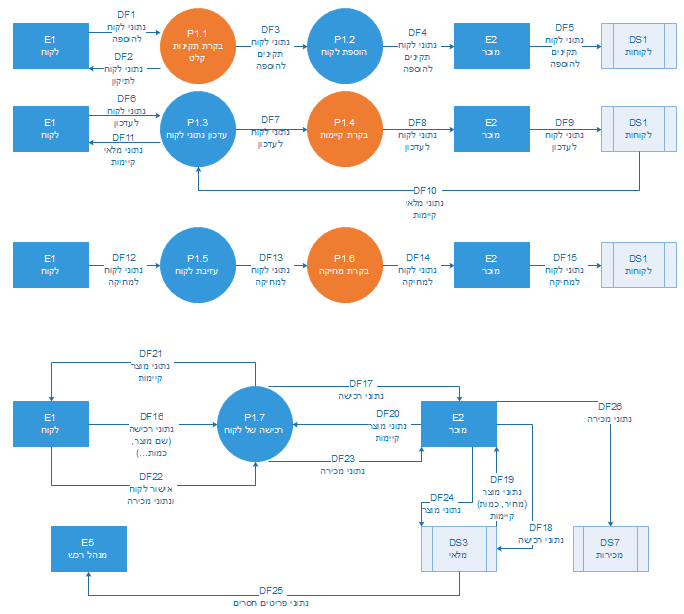 DF1
נתוני לקוח
להוספה
DF3
נתוני לקוח
תקינים
להוספה
DF4
נתוני לקוח
תקינים
להוספה
DF5
נתוני לקוח
תקינים
להוספה
E1
לקוח
P1.1
בקרת תקינות
קלט
P1.2
הוספת לקוח
E2
מוכר
DS1
לקוחות
DF2
נתוני לקוח
לתיקון
DF6
נתוני לקוח
לעדכון
DF7
נתוני לקוח
לעדכון
DF8
נתוני לקוח
לעדכון
DF9
נתוני לקוח
לעדכון
E1
לקוח
P1.3
עדכון נתוני לקוח
P1.4
בקרת קיימות
E2
מוכר
DS1
לקוחות
DF11
נתוני מלאי
קיימות
DF10
נתוני מלאי
קיימות
E1
לקוח
DF12
נתוני לקוח
למחיקה
P1.5
עזיבת לקוח
DF13
נתוני לקוח
למחיקה
P1.6
בקרת מחיקה
DF14
נתוני לקוח
למחיקה
E2
מוכר
DF15
נתוני לקוח
למחיקה
DS1
לקוחות
DF21
נתוני מוצר
קיימות
DF17
נתוני רכישה
E1
לקוח
DF16
נתוני רכישה
(שם מוצר,
כמות...)
P1.7
רכישה של לקוח
DF20
נתוני מוצר
קיימות
E2
מוכר
DF26
נתוני מכירה
DF22
אישור לקוח
ונתוני מכירה
DF23
נתוני מכירה
DF24
נתוני מוצר
DF19
נתוני מוצר
(מחיר, כמות)
קיימות
DF18
נתוני רכישה
E5
מנהל רכש
DS3
מלאי
DS7
מכירות
DF25
נתוני פריטים חסרים